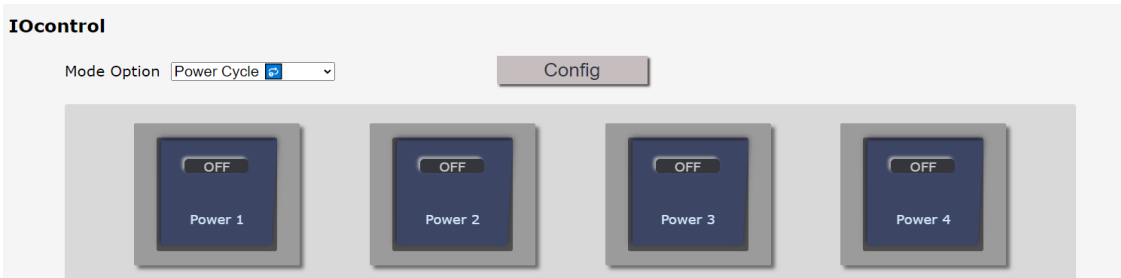 IOcontrol
Mode Option Power Cycle 🔁 Config
OFF OFF OFF OFF
Power 1 Power 2 Power 3 Power 4